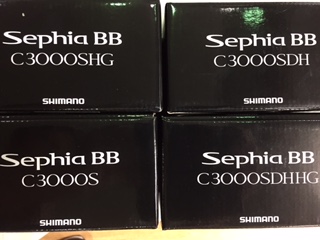 Sephia BB
C3000SHG
SHIMANO
Sephia BB
C3000SDH
SHIMANO
Sephia BB
C3000S
SHIMANO
Sephia BB
C3000SDHHG
SHIMANO